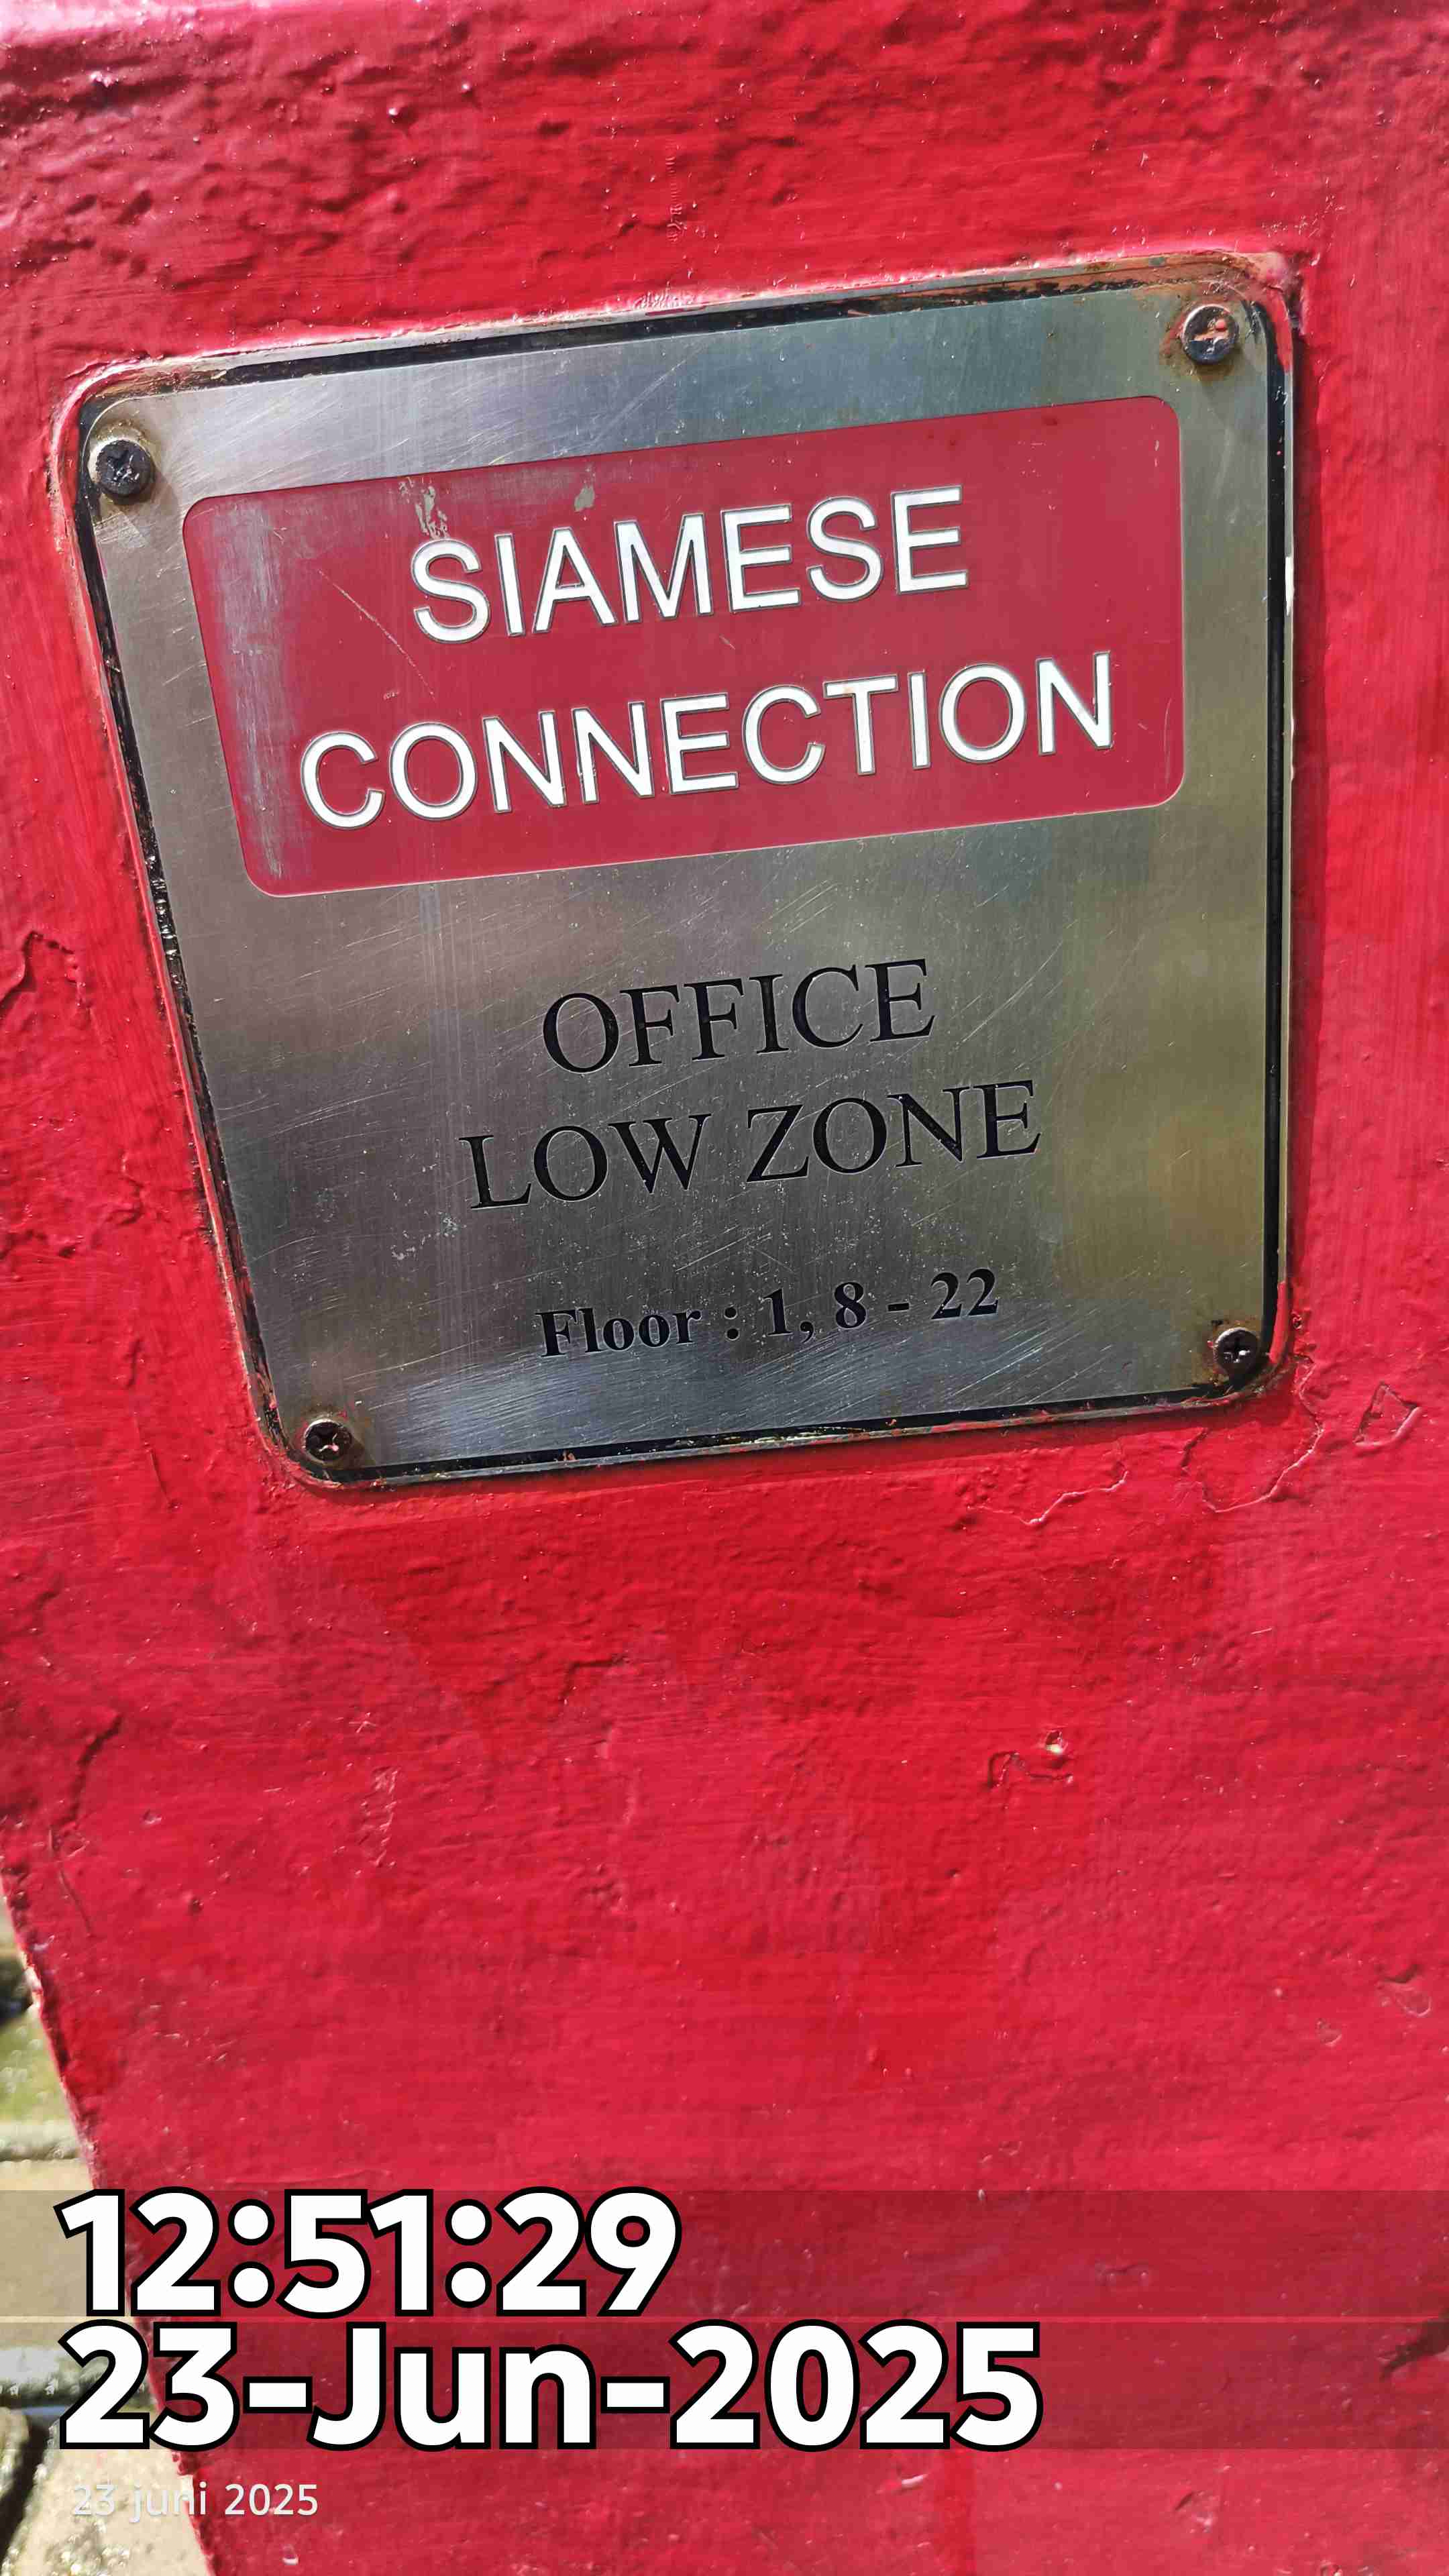 SIAMESE
CONNECTION
OFFICE
LOW ZONE
Floor : 1, 8 - 22
12:51:29
23-Jun-2025
23 juni 2025